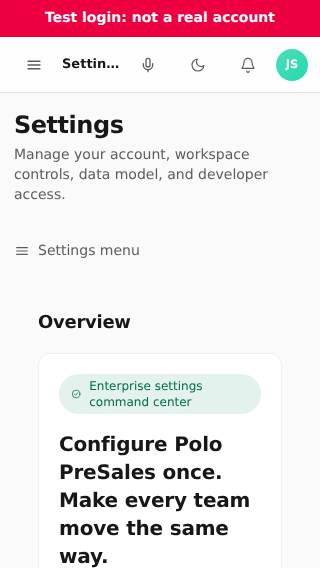 Test login: not a real account
Settin...
JS
Settings
Manage your account, workspace
controls, data model, and developer
access.
Settings menu
Overview
Enterprise settings
command center
Configure Polo
PreSales once.
Make every team
move the same
way.